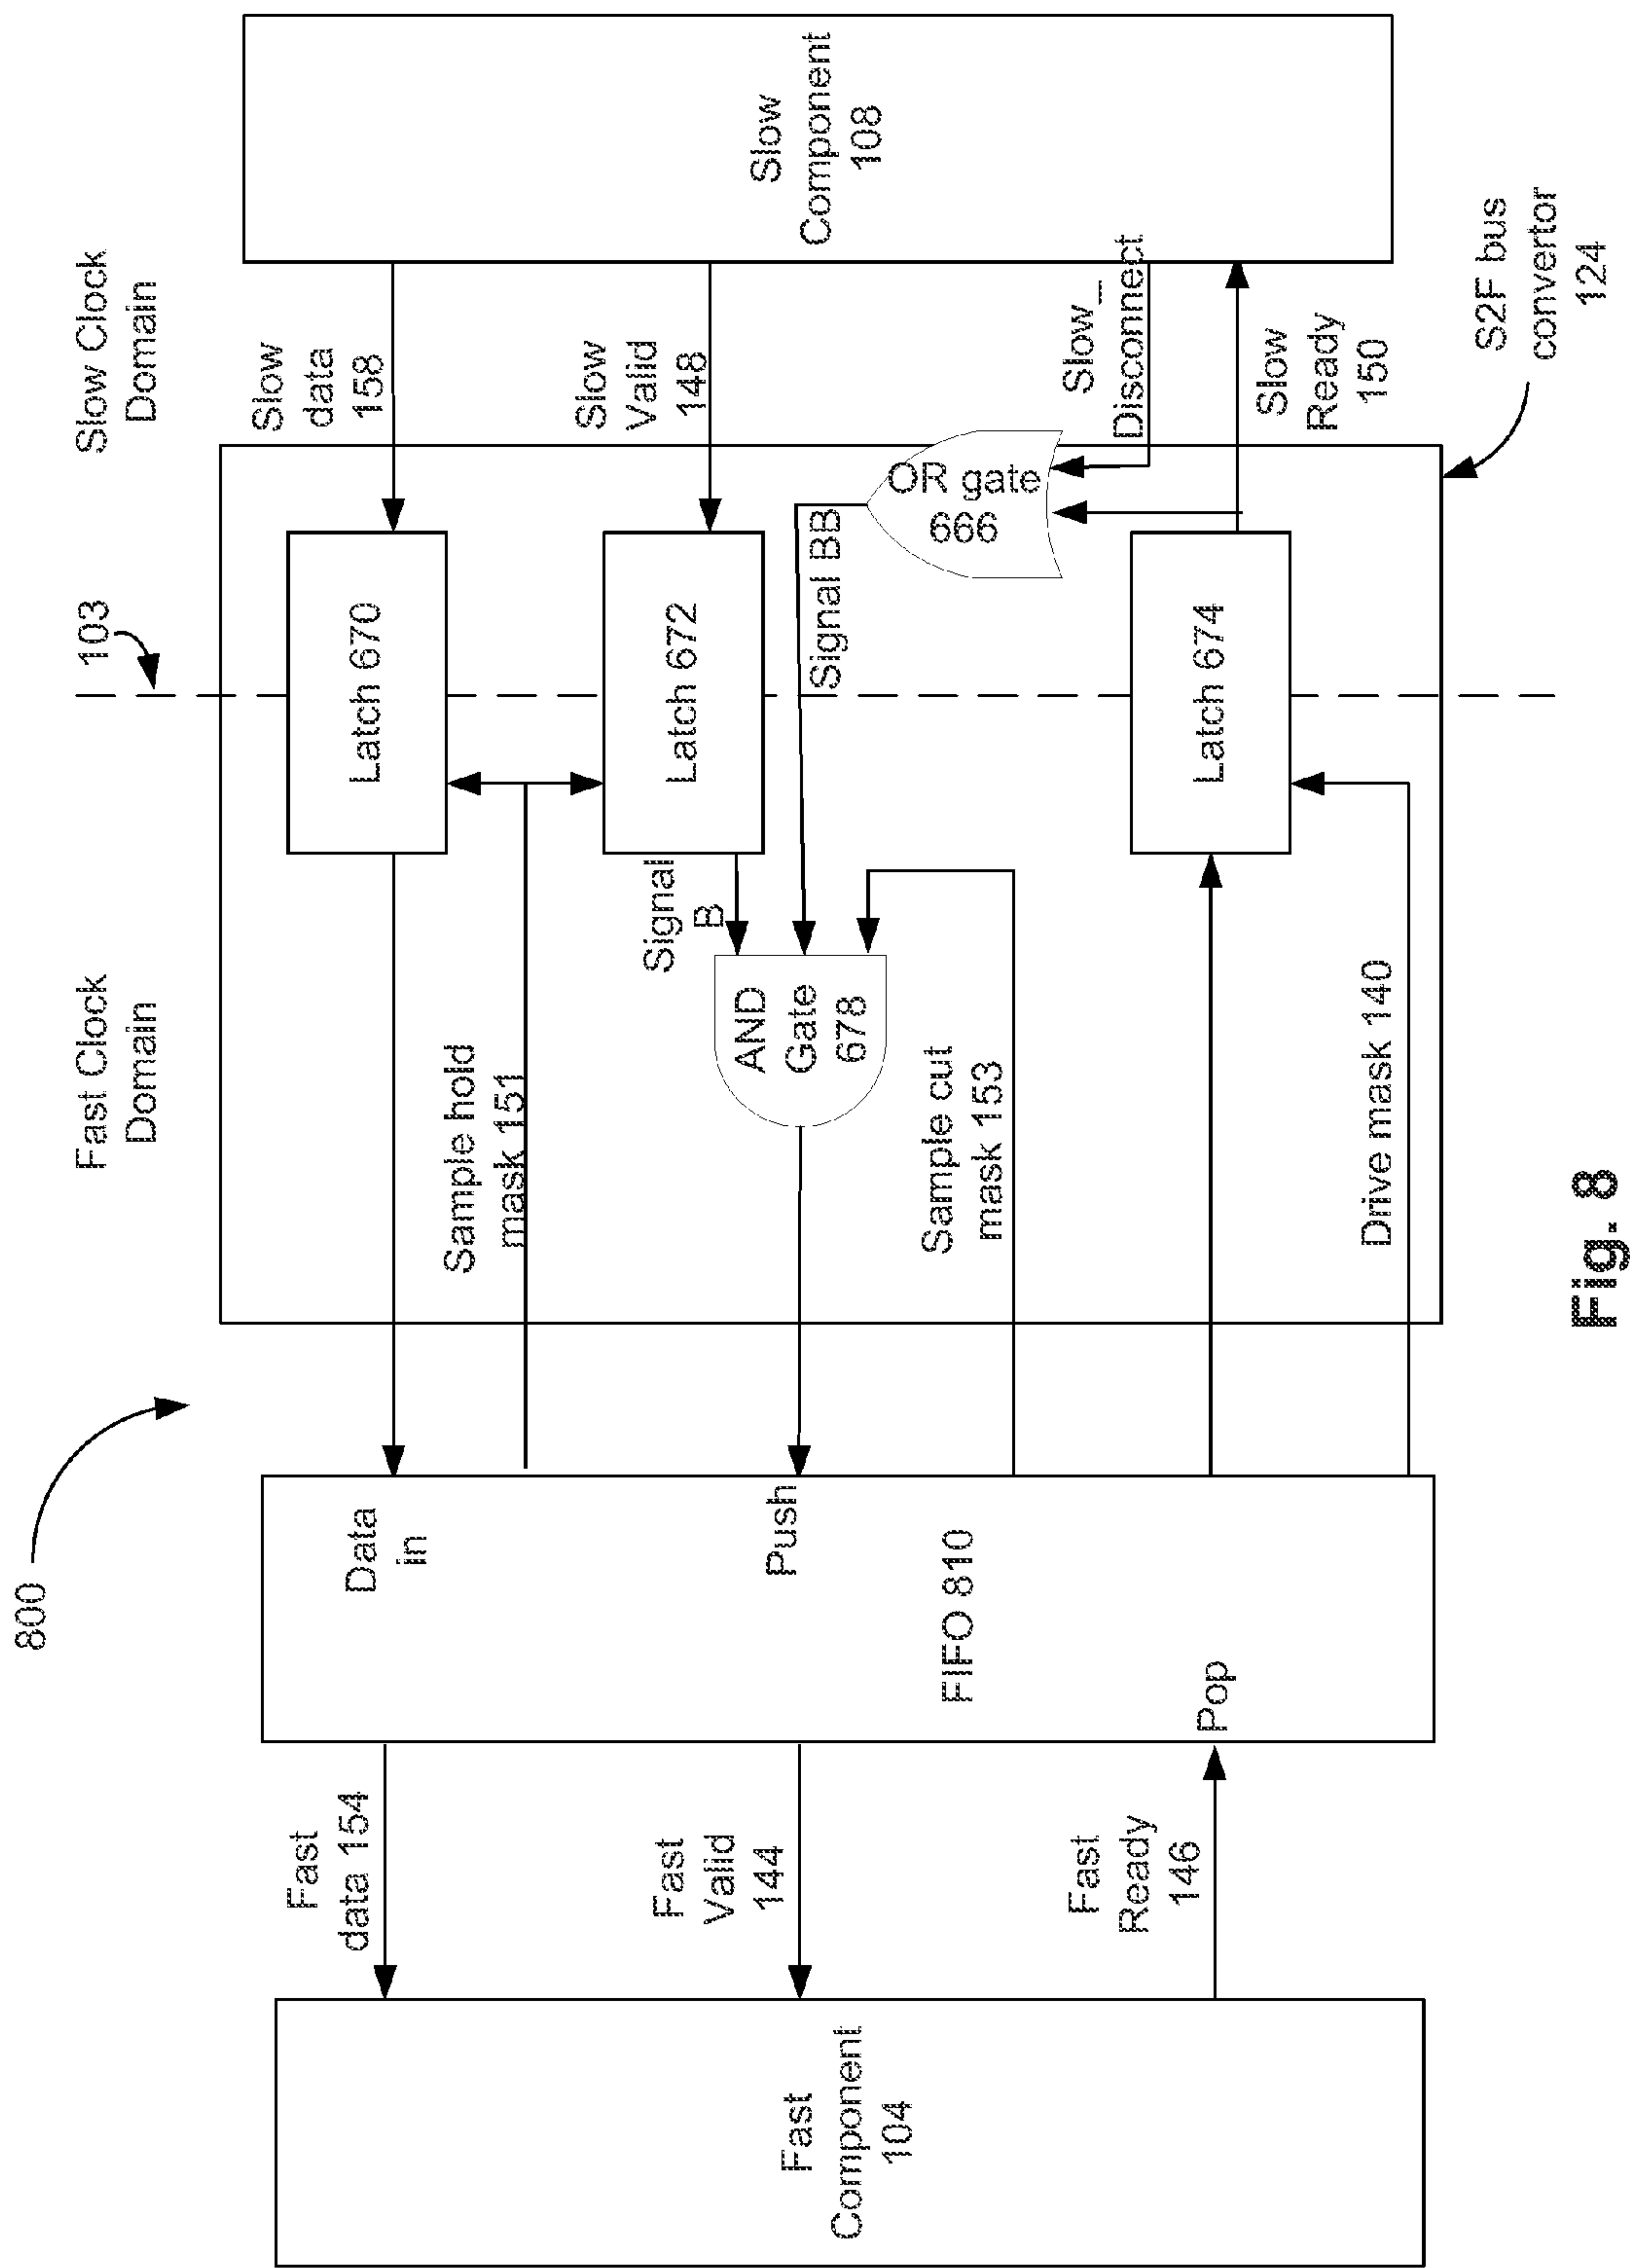 800
Fast Clock
Domain
103
Slow Clock
Domain
Fast
Component
104
Fast
data 154
Fast
Valid
144
Fast
Ready
146
Data
in
Push
FIFO 810
Pop
Sample hold
mask 151
Signal
B
AND
Gate
678
Sample cut
mask 153
Drive mask 140
Latch 670
Latch 672
Signal BB
OR gate
666
Latch 674
Slow
data
158
Slow
Valid
148
Slow_
Disconnect
Slow
Ready
150
Slow
Component
108
S2F bus
convertor
124
Fig. 8